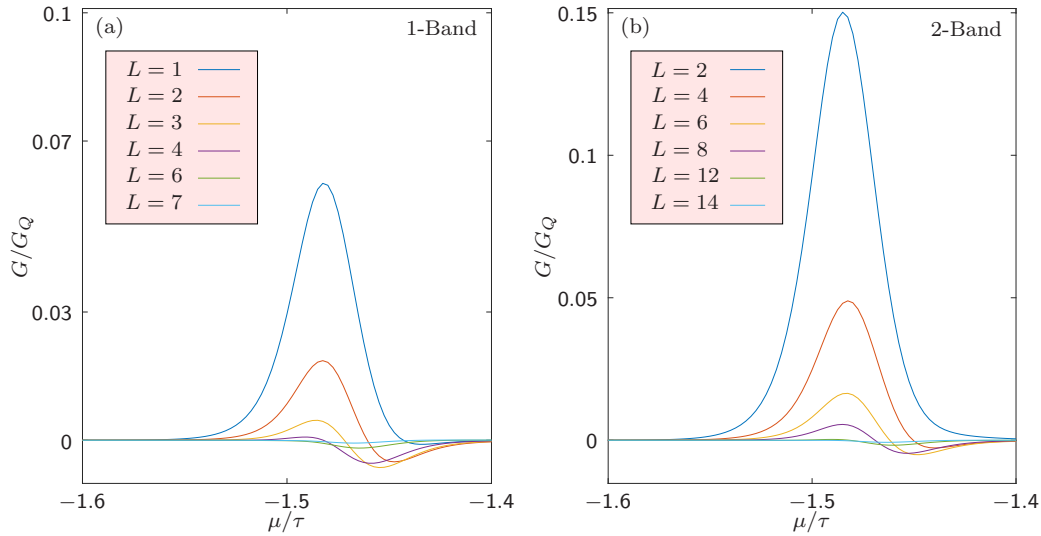 (a) 1-Band
0.1
0.07
0.03
0
G/G_Q
L = 1
L = 2
L = 3
L = 4
L = 6
L = 7
−1.6 −1.5 −1.4
μ/τ
(b) 2-Band
0.15
0.1
0.05
0
G/G_Q
L = 2
L = 4
L = 6
L = 8
L = 12
L = 14
−1.6 −1.5 −1.4
μ/τ